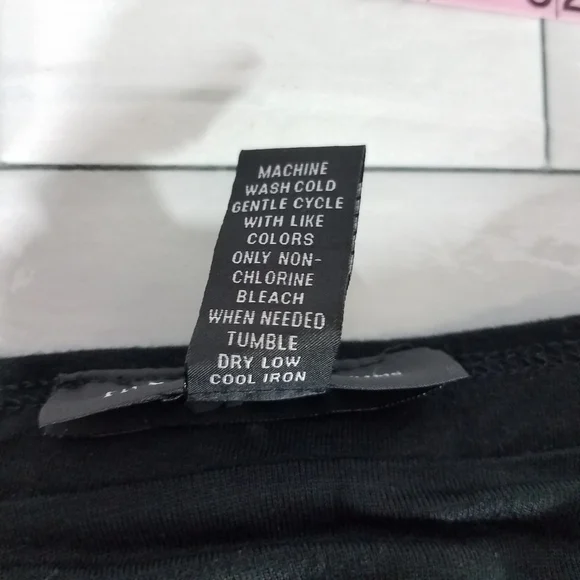 MACHINE
WASH COLD
GENTLE CYCLE
WITH LIKE
COLORS
ONLY NON-
CHLORINE
BLEACH
WHEN NEEDED
TUMBLE
DRY LOW
COOL IRON